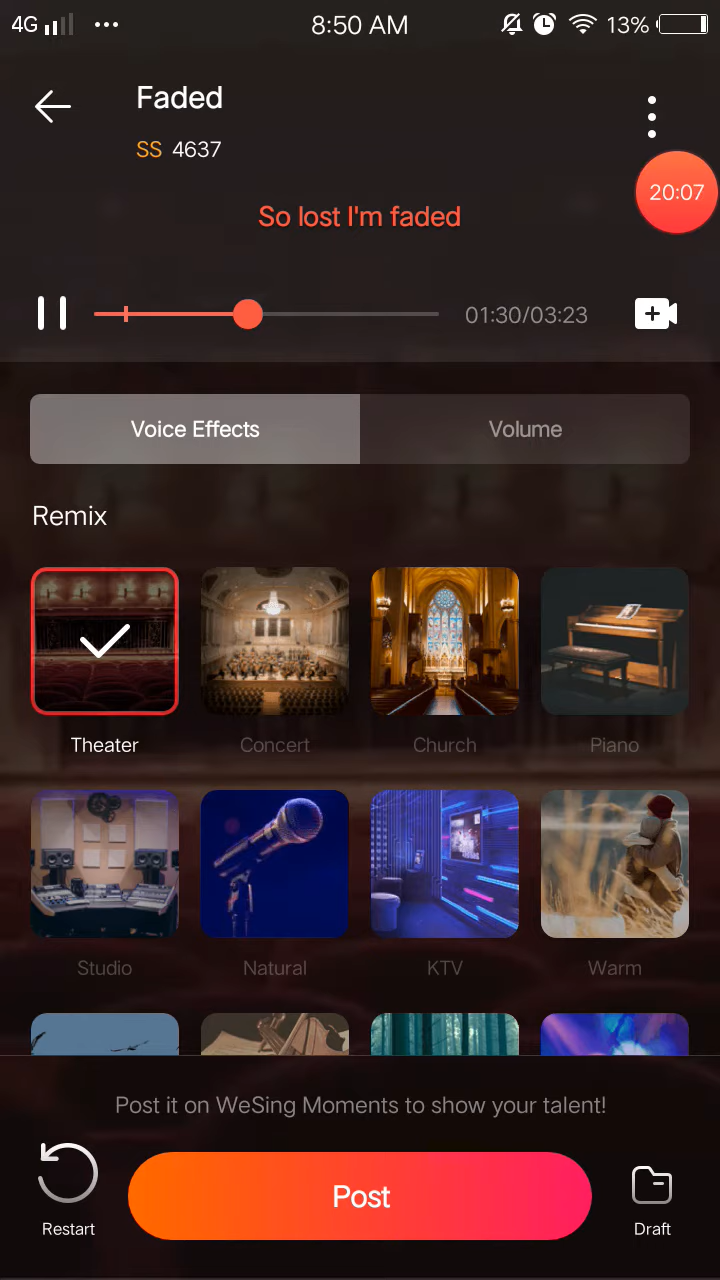 4G 8:50 AM 13%
Faded
SS 4637
20:07
So lost I'm faded
01:30/03:23
Voice Effects Volume
Remix
Theater Concert Church Piano
Studio Natural KTV Warm
Post it on WeSing Moments to show your talent!
Post
Restart Draft